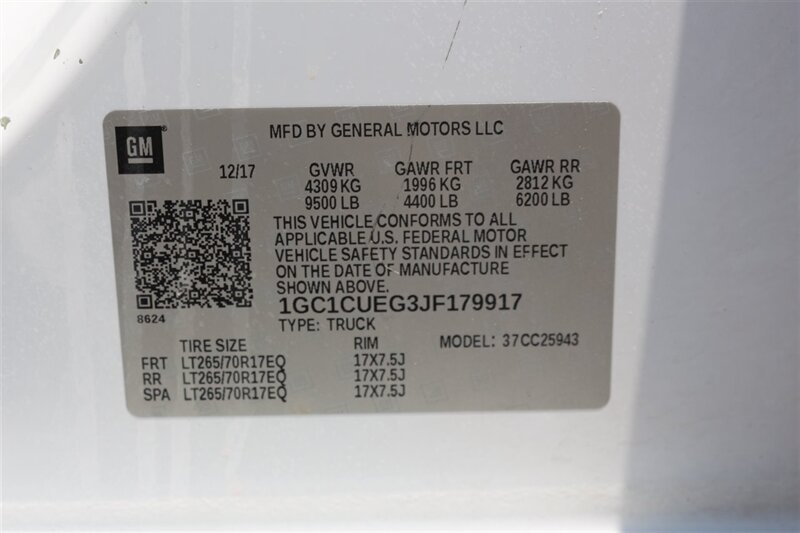 MFD BY GENERAL MOTORS LLC
GM
12/17 GVWR GAWR FRT GAWR RR
4309 KG 1996 KG 2812 KG
9500 LB 4400 LB 6200 LB
THIS VEHICLE CONFORMS TO ALL
APPLICABLE U.S. FEDERAL MOTOR
VEHICLE SAFETY STANDARDS IN EFFECT
ON THE DATE OF MANUFACTURE
SHOWN ABOVE.
8624
1GC1CUEG3JF179917
TYPE: TRUCK
TIRE SIZE RIM MODEL: 37CC25943
FRT LT265/70R17EQ 17X7.5J
RR LT265/70R17EQ 17X7.5J
SPA LT265/70R17EQ 17X7.5J